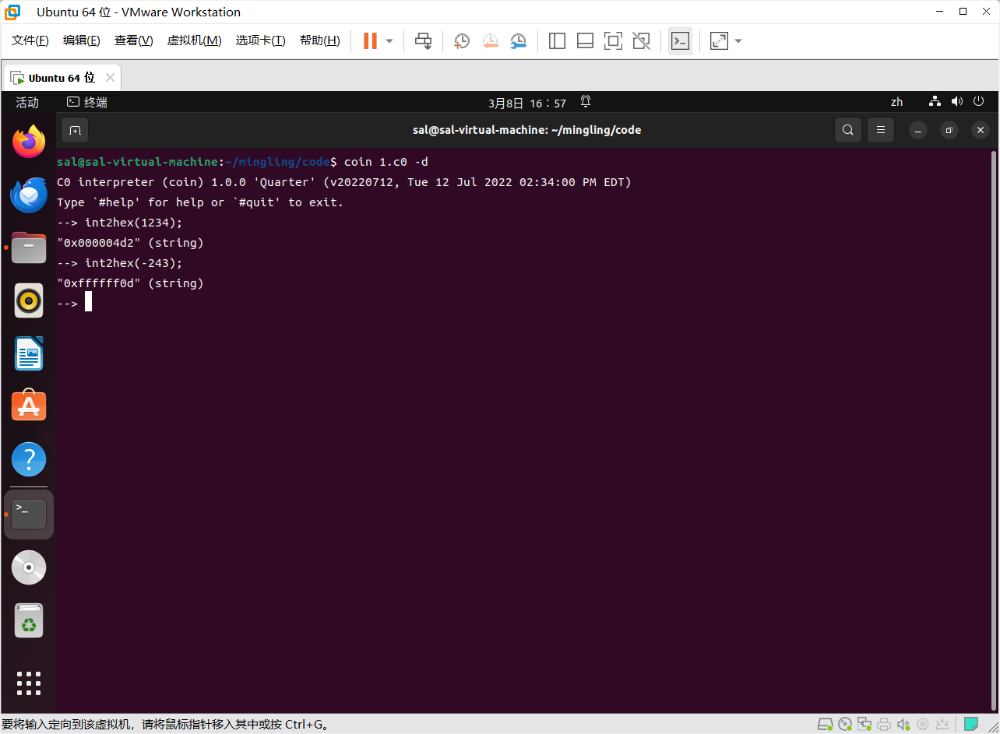 Ubuntu 64 位 - VMware Workstation
文件(F) 编辑(E) 查看(V) 虚拟机(M) 选项卡(T) 帮助(H)
Ubuntu 64 位
活动 终端 3月8日 16：57 zh
sal@sal-virtual-machine: ~/mingling/code
sal@sal-virtual-machine:~/mingling/code$ coin 1.c0 -d
C0 interpreter (coin) 1.0.0 'Quarter' (v20220712, Tue 12 Jul 2022 02:34:00 PM EDT)
Type `#help' for help or `#quit' to exit.
--> int2hex(1234);
"0x000004d2" (string)
--> int2hex(-243);
"0xffffff0d" (string)
-->
要将输入定向到该虚拟机，请将鼠标指针移入其中或按 Ctrl+G。